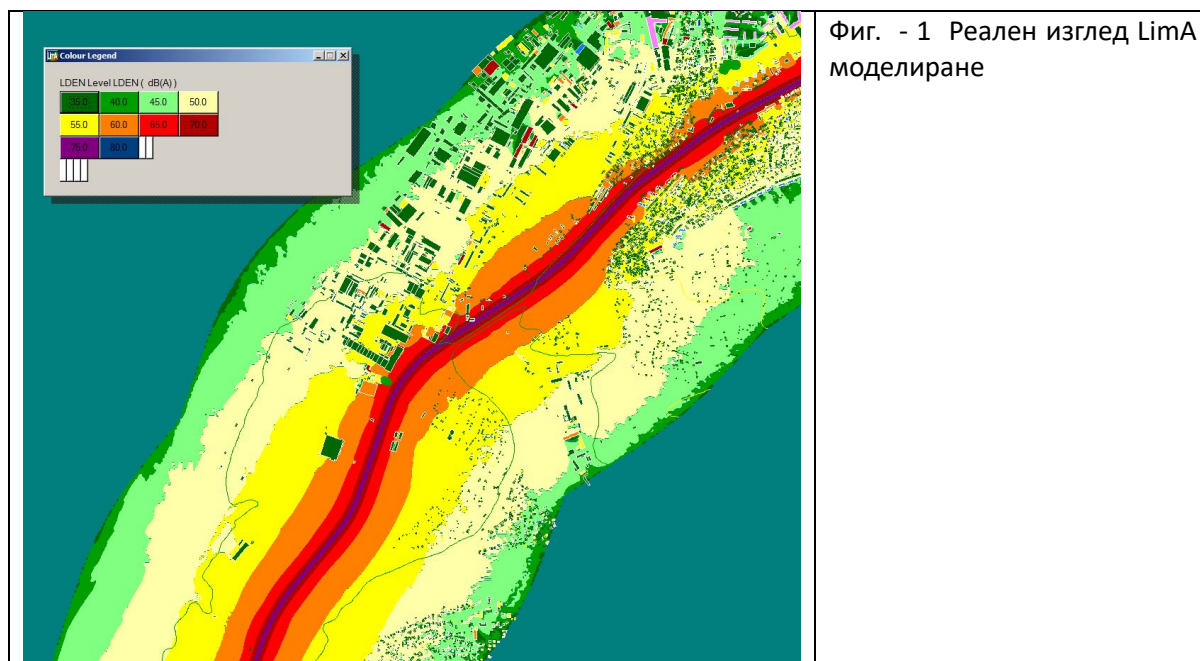 LimA Colour Legend
LDEN Level LDEN ( dB(A) )
35.0 40.0 45.0 50.0
55.0 60.0 65.0 70.0
75.0 80.0
Фиг. - 1 Реален изглед LimA
моделиране